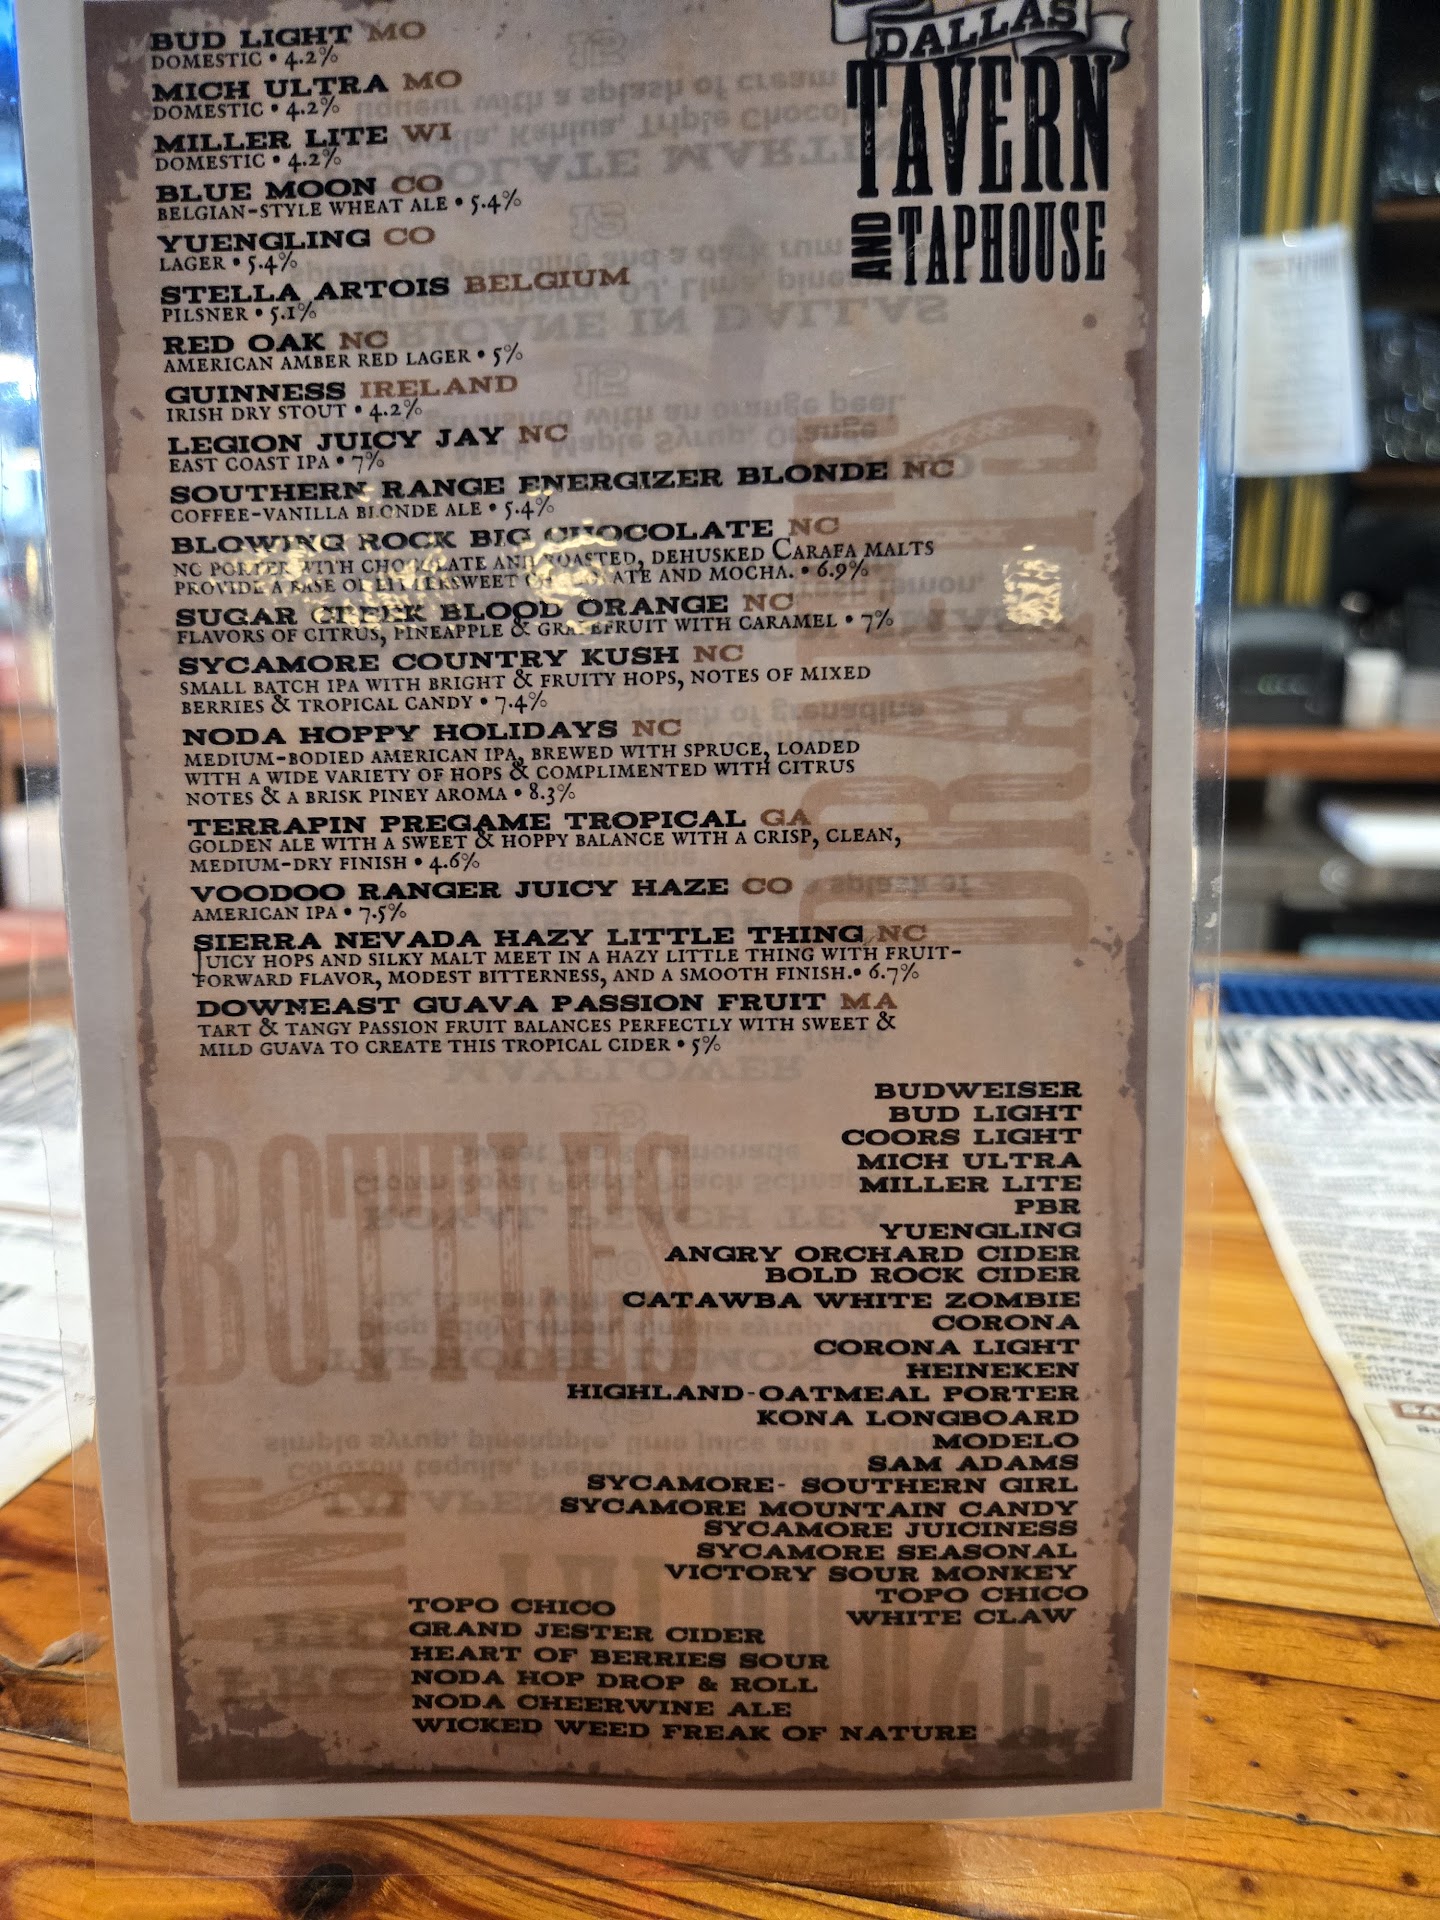 BUD LIGHT MO
DOMESTIC • 4.2%
MICH ULTRA MO
DOMESTIC • 4.2%
MILLER LITE WI
DOMESTIC • 4.2%
BLUE MOON CO
BELGIAN-STYLE WHEAT ALE • 5.4%
YUENGLING CO
LAGER • 5.4%
STELLA ARTOIS BELGIUM
PILSNER • 5.1%
RED OAK NC
AMERICAN AMBER RED LAGER • 5%
GUINNESS IRELAND
IRISH DRY STOUT • 4.2%
LEGION JUICY JAY NC
EAST COAST IPA • 7%
SOUTHERN RANGE ENERGIZER BLONDE NC
COFFEE-VANILLA BLONDE ALE • 5.4%
BLOWING ROCK BIG CHOCOLATE NC
NC PORTER WITH CHOCOLATE AND ROASTED, DEHUSKED CARAFA MALTS
PROVIDE A BASE OF BITTERSWEET CHOCOLATE AND MOCHA. • 6.9%
SUGAR CREEK BLOOD ORANGE NC
FLAVORS OF CITRUS, PINEAPPLE & GRAPEFRUIT WITH CARAMEL • 7%
SYCAMORE COUNTRY KUSH NC
SMALL BATCH IPA WITH BRIGHT & FRUITY HOPS, NOTES OF MIXED
BERRIES & TROPICAL CANDY • 7.4%
NODA HOPPY HOLIDAYS NC
MEDIUM-BODIED AMERICAN IPA, BREWED WITH SPRUCE, LOADED
WITH A WIDE VARIETY OF HOPS & COMPLIMENTED WITH CITRUS
NOTES & A BRISK PINEY AROMA • 8.3%
TERRAPIN PREGAME TROPICAL GA
GOLDEN ALE WITH A SWEET & HOPPY BALANCE WITH A CRISP, CLEAN,
MEDIUM-DRY FINISH • 4.6%
VOODOO RANGER JUICY HAZE CO
AMERICAN IPA • 7.5%
SIERRA NEVADA HAZY LITTLE THING NC
JUICY HOPS AND SILKY MALT MEET IN A HAZY LITTLE THING WITH FRUIT-
FORWARD FLAVOR, MODEST BITTERNESS, AND A SMOOTH FINISH.• 6.7%
DOWNEAST GUAVA PASSION FRUIT MA
TART & TANGY PASSION FRUIT BALANCES PERFECTLY WITH SWEET &
MILD GUAVA TO CREATE THIS TROPICAL CIDER • 5%
DALLAS
TAVERN
AND TAPHOUSE
DRAFT
BOTTLES
BUDWEISER
BUD LIGHT
COORS LIGHT
MICH ULTRA
MILLER LITE
PBR
YUENGLING
ANGRY ORCHARD CIDER
BOLD ROCK CIDER
CATAWBA WHITE ZOMBIE
CORONA
CORONA LIGHT
HEINEKEN
HIGHLAND-OATMEAL PORTER
KONA LONGBOARD
MODELO
SAM ADAMS
SYCAMORE- SOUTHERN GIRL
SYCAMORE MOUNTAIN CANDY
SYCAMORE JUICINESS
SYCAMORE SEASONAL
VICTORY SOUR MONKEY
TOPO CHICO
WHITE CLAW
TOPO CHICO
GRAND JESTER CIDER
HEART OF BERRIES SOUR
NODA HOP DROP & ROLL
NODA CHEERWINE ALE
WICKED WEED FREAK OF NATURE